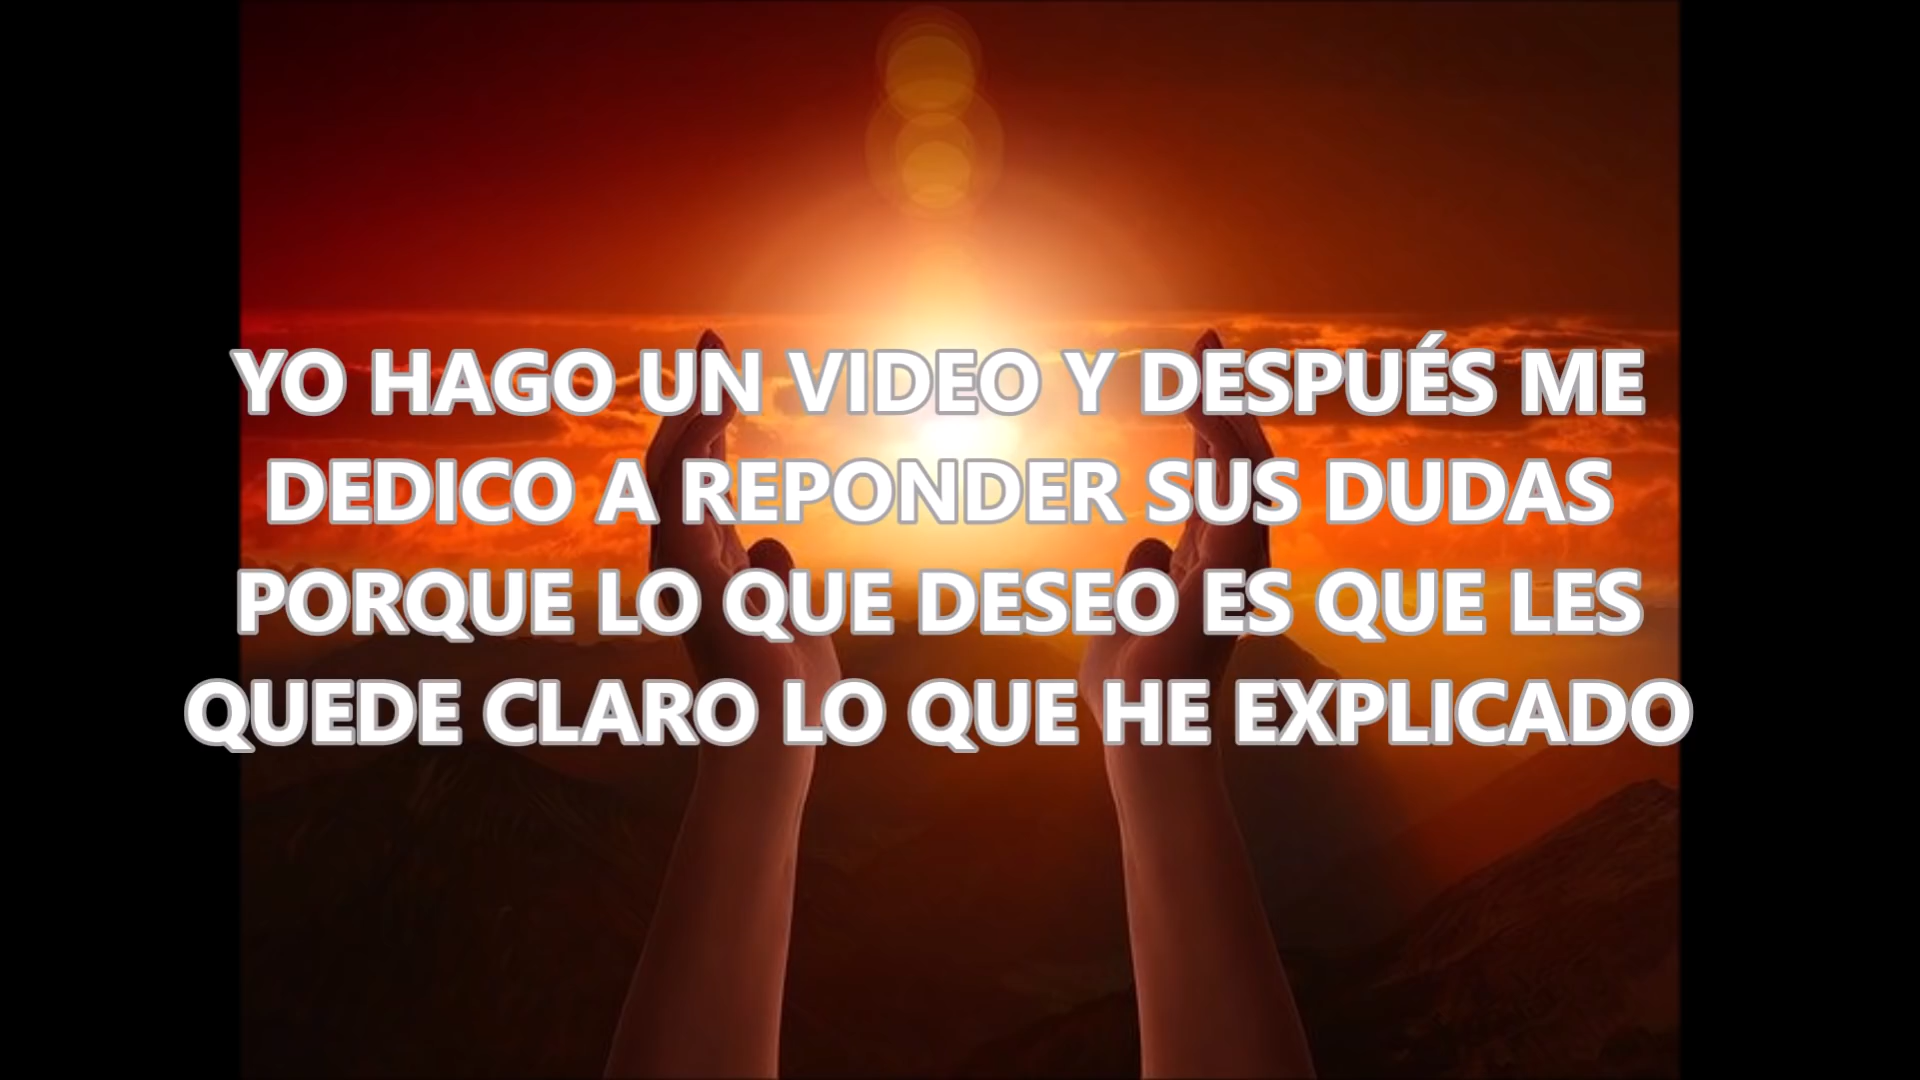 YO HAGO UN VIDEO Y DESPUÉS ME
DEDICO A REPONDER SUS DUDAS
PORQUE LO QUE DESEO ES QUE LES
QUEDE CLARO LO QUE HE EXPLICADO